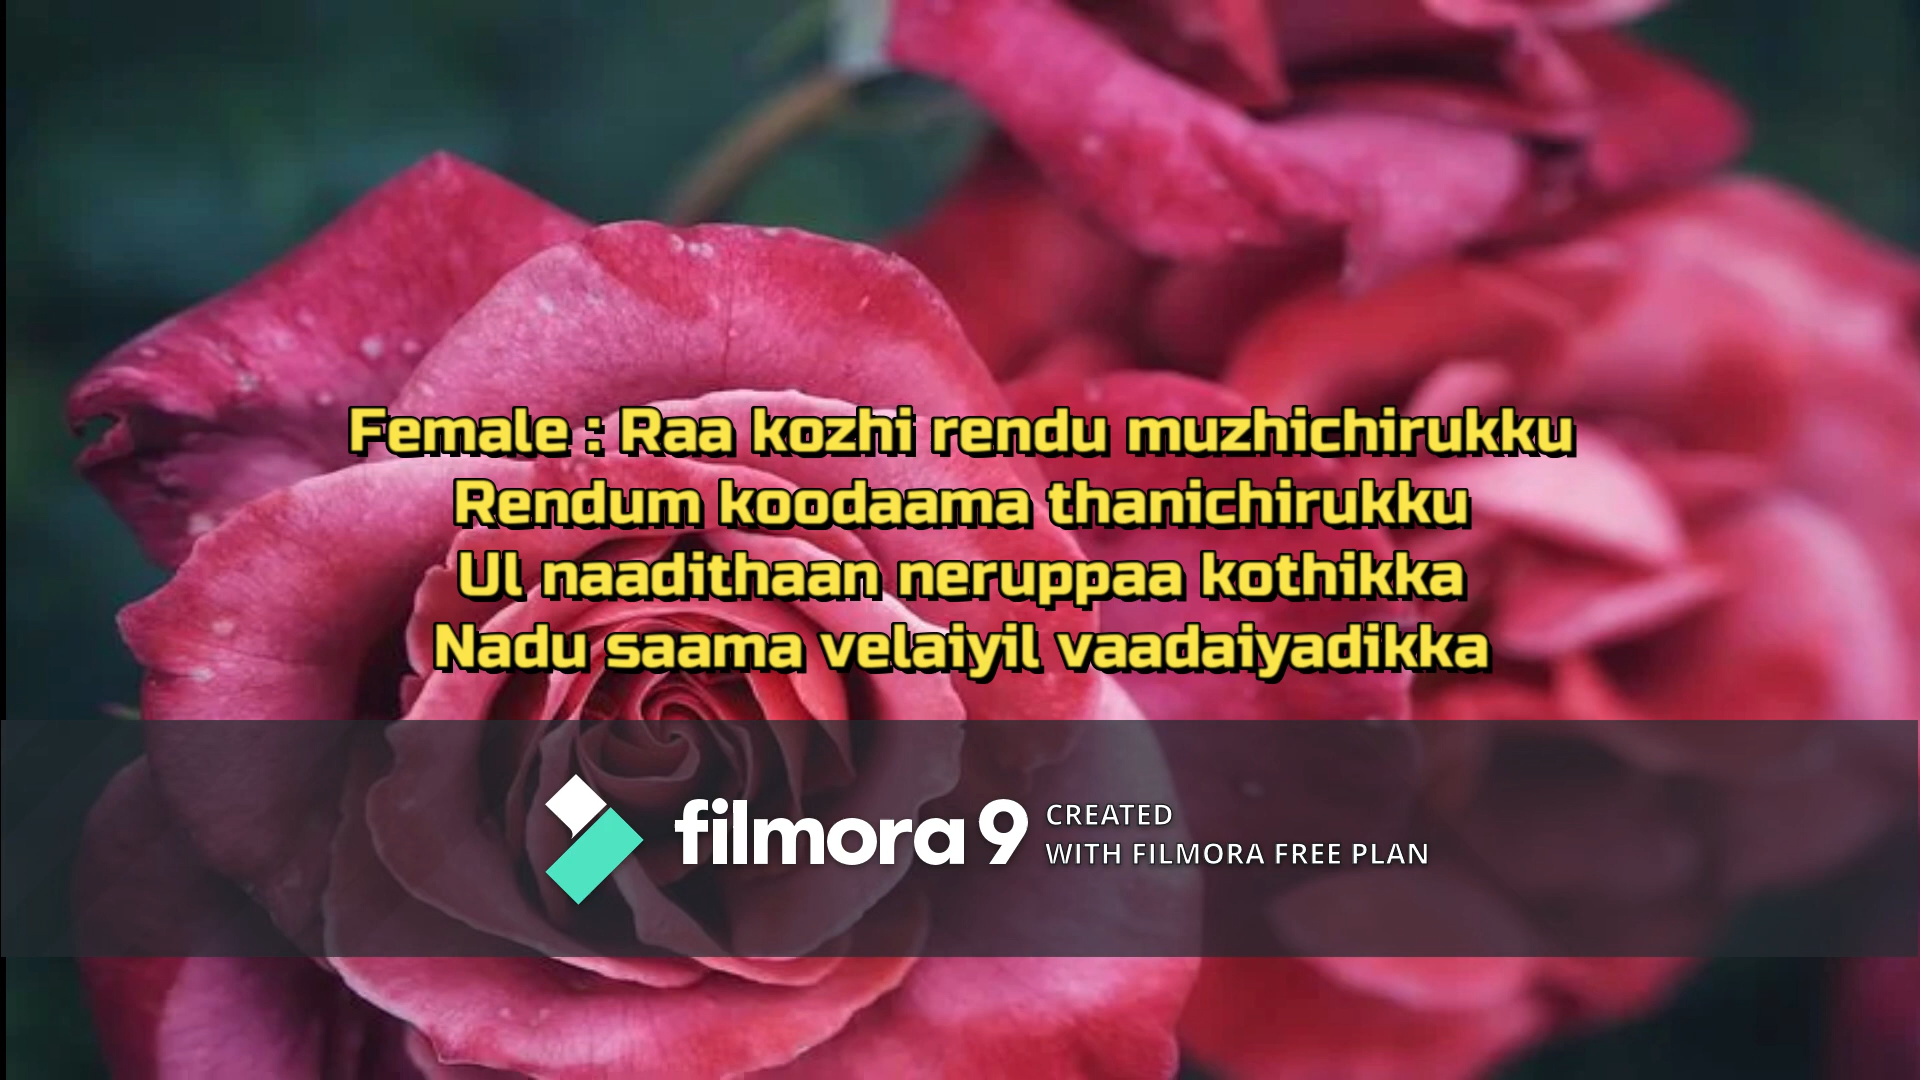 Female : Raa kozhi rendu muzhichirukku
Rendum koodaama thanichirukku
Ul naadithaan neruppaa kothikka
Nadu saama velaiyil vaadaiyadikka
filmora 9
CREATED
WITH FILMORA FREE PLAN